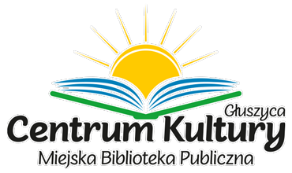 Głuszyca
Centrum Kultury
Miejska Biblioteka Publiczna